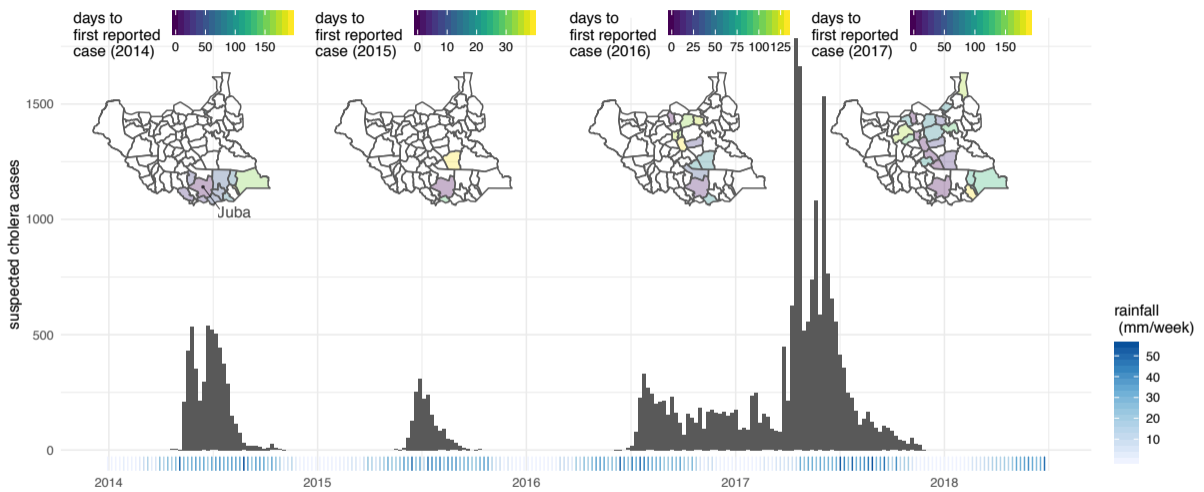 days to
first reported
case (2014)
0 50 100 150
days to
first reported
case (2015)
0 10 20 30
days to
first reported
case (2016)
0 25 50 75 100 125
days to
first reported
case (2017)
0 50 100 150
suspected cholera cases
1500
1000
500
0
Juba
rainfall
(mm/week)
50
40
30
20
10
2014 2015 2016 2017 2018